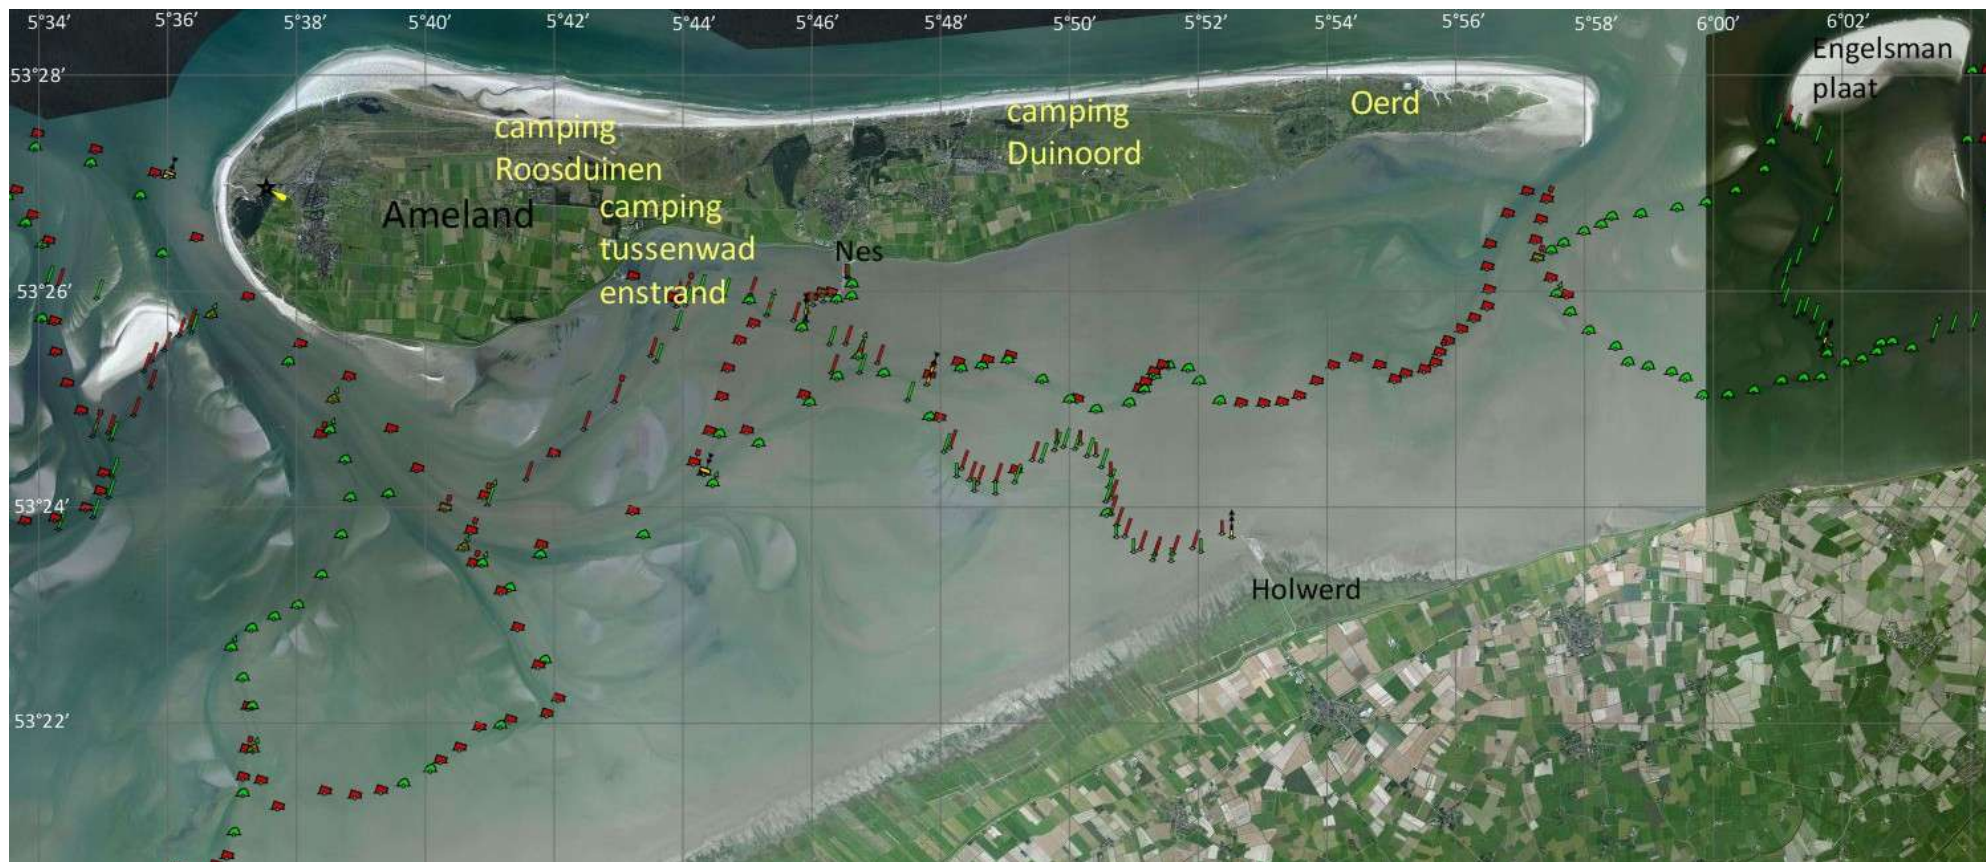 5°34’
5°36’
5°38’
5°40’
5°42’
5°44’
5°46’
5°48’
5°50’
5°52’
5°54’
5°56’
5°58’
6°00’
6°02’
53°28’
53°26’
53°24’
53°22’
Engelsman
plaat
Oerd
camping
Duinoord
camping
Roosduinen
camping
tussenwad
enstrand
Ameland
Nes
Holwerd